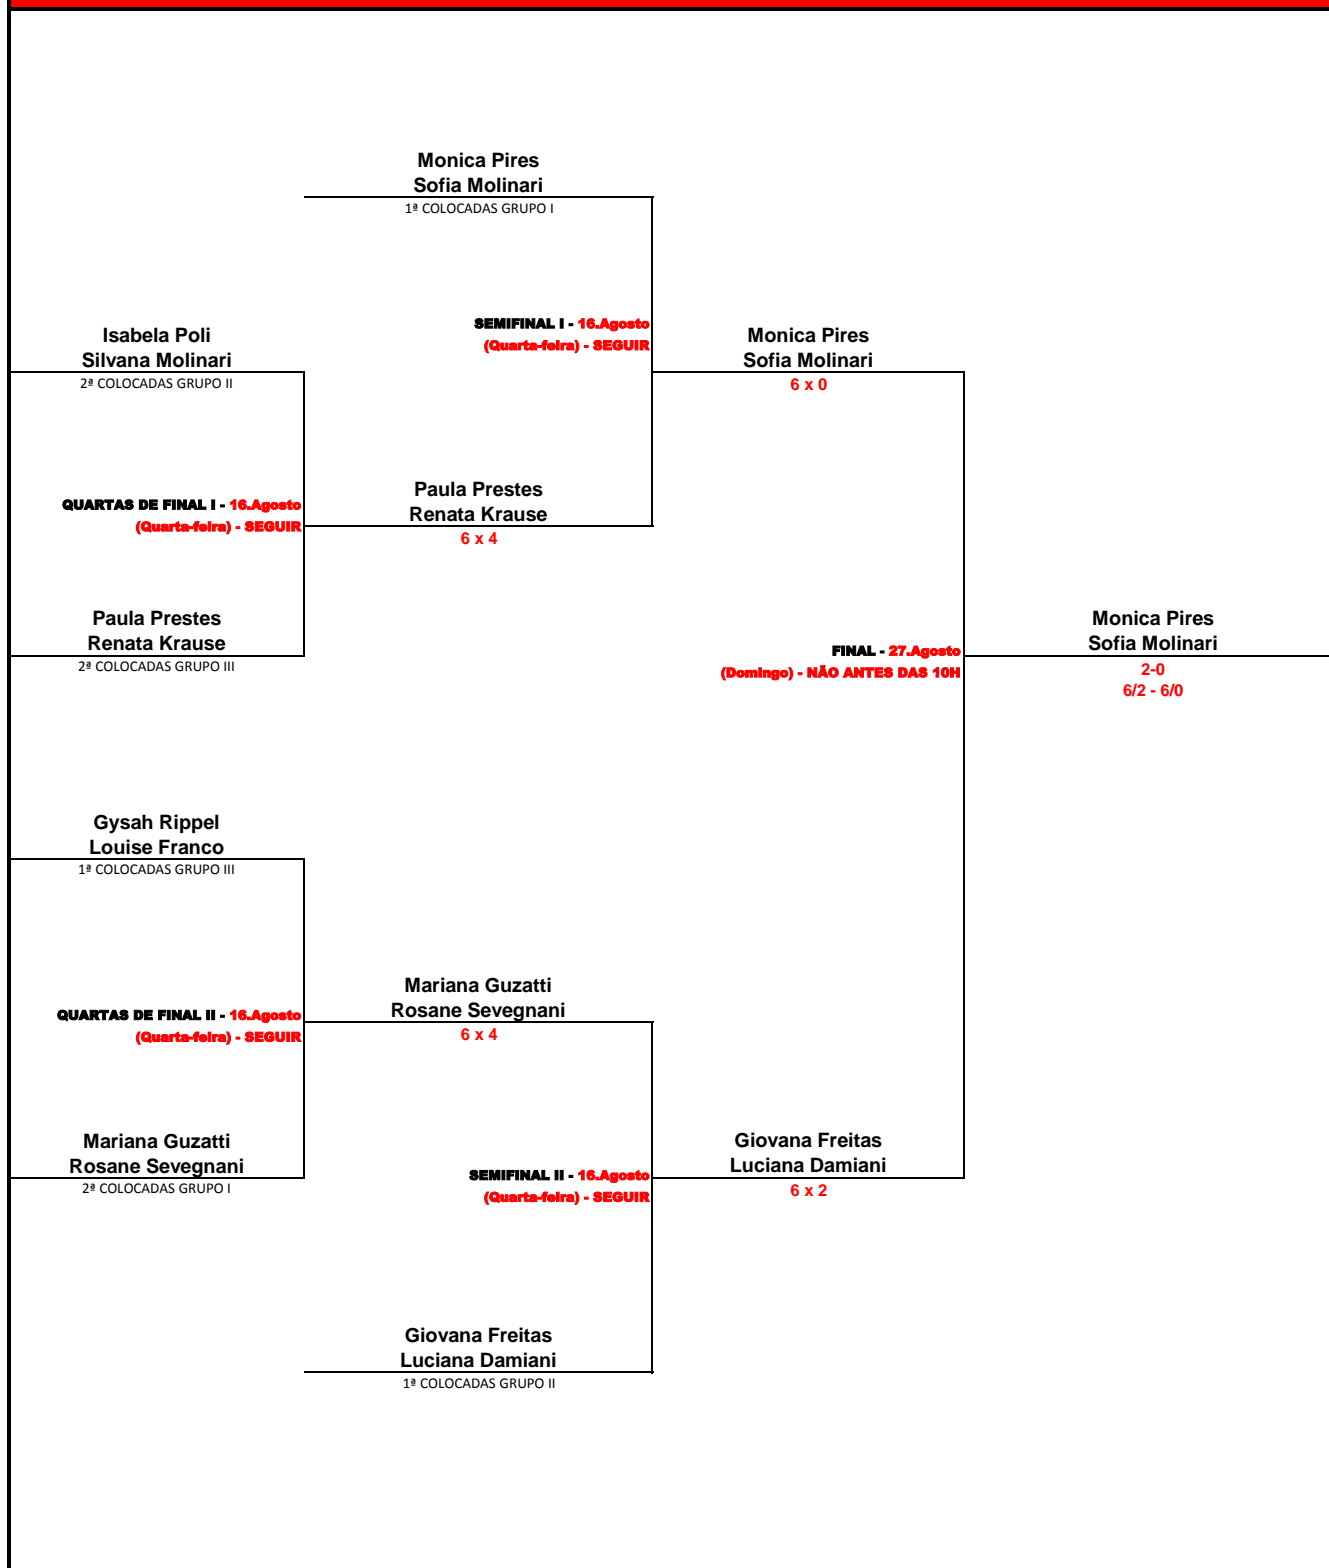 Monica Pires
Sofia Molinari
1ª COLOCADAS GRUPO I
SEMIFINAL I - 16.Agosto
(Quarta-feira) - SEGUIR
Isabela Poli
Silvana Molinari
2ª COLOCADAS GRUPO II
Monica Pires
Sofia Molinari
6 x 0
QUARTAS DE FINAL I - 16.Agosto
(Quarta-feira) - SEGUIR
Paula Prestes
Renata Krause
6 x 4
Paula Prestes
Renata Krause
2ª COLOCADAS GRUPO III
FINAL - 27.Agosto
(Domingo) - NÃO ANTES DAS 10H
Monica Pires
Sofia Molinari
2-0
6/2 - 6/0
Gysah Rippel
Louise Franco
1ª COLOCADAS GRUPO III
QUARTAS DE FINAL II - 16.Agosto
(Quarta-feira) - SEGUIR
Mariana Guzatti
Rosane Sevegnani
6 x 4
Mariana Guzatti
Rosane Sevegnani
2ª COLOCADAS GRUPO I
SEMIFINAL II - 16.Agosto
(Quarta-feira) - SEGUIR
Giovana Freitas
Luciana Damiani
6 x 2
Giovana Freitas
Luciana Damiani
1ª COLOCADAS GRUPO II